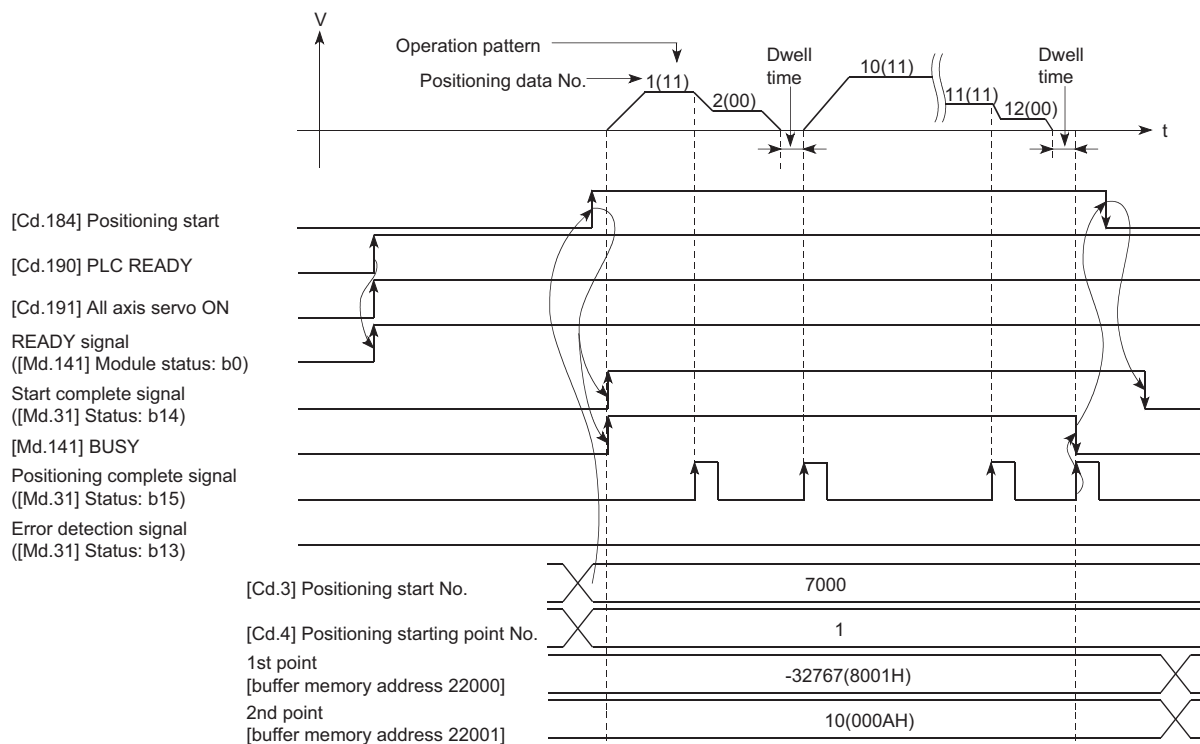 V
Operation pattern
Dwell
time
Dwell
time
Positioning data No.
1(11)
2(00)
10(11)
11(11)
12(00)
t
[Cd.184] Positioning start
[Cd.190] PLC READY
[Cd.191] All axis servo ON
READY signal
([Md.141] Module status: b0)
Start complete signal
([Md.31] Status: b14)
[Md.141] BUSY
Positioning complete signal
([Md.31] Status: b15)
Error detection signal
([Md.31] Status: b13)
[Cd.3] Positioning start No.
7000
[Cd.4] Positioning starting point No.
1
1st point
[buffer memory address 22000]
-32767(8001H)
2nd point
[buffer memory address 22001]
10(000AH)